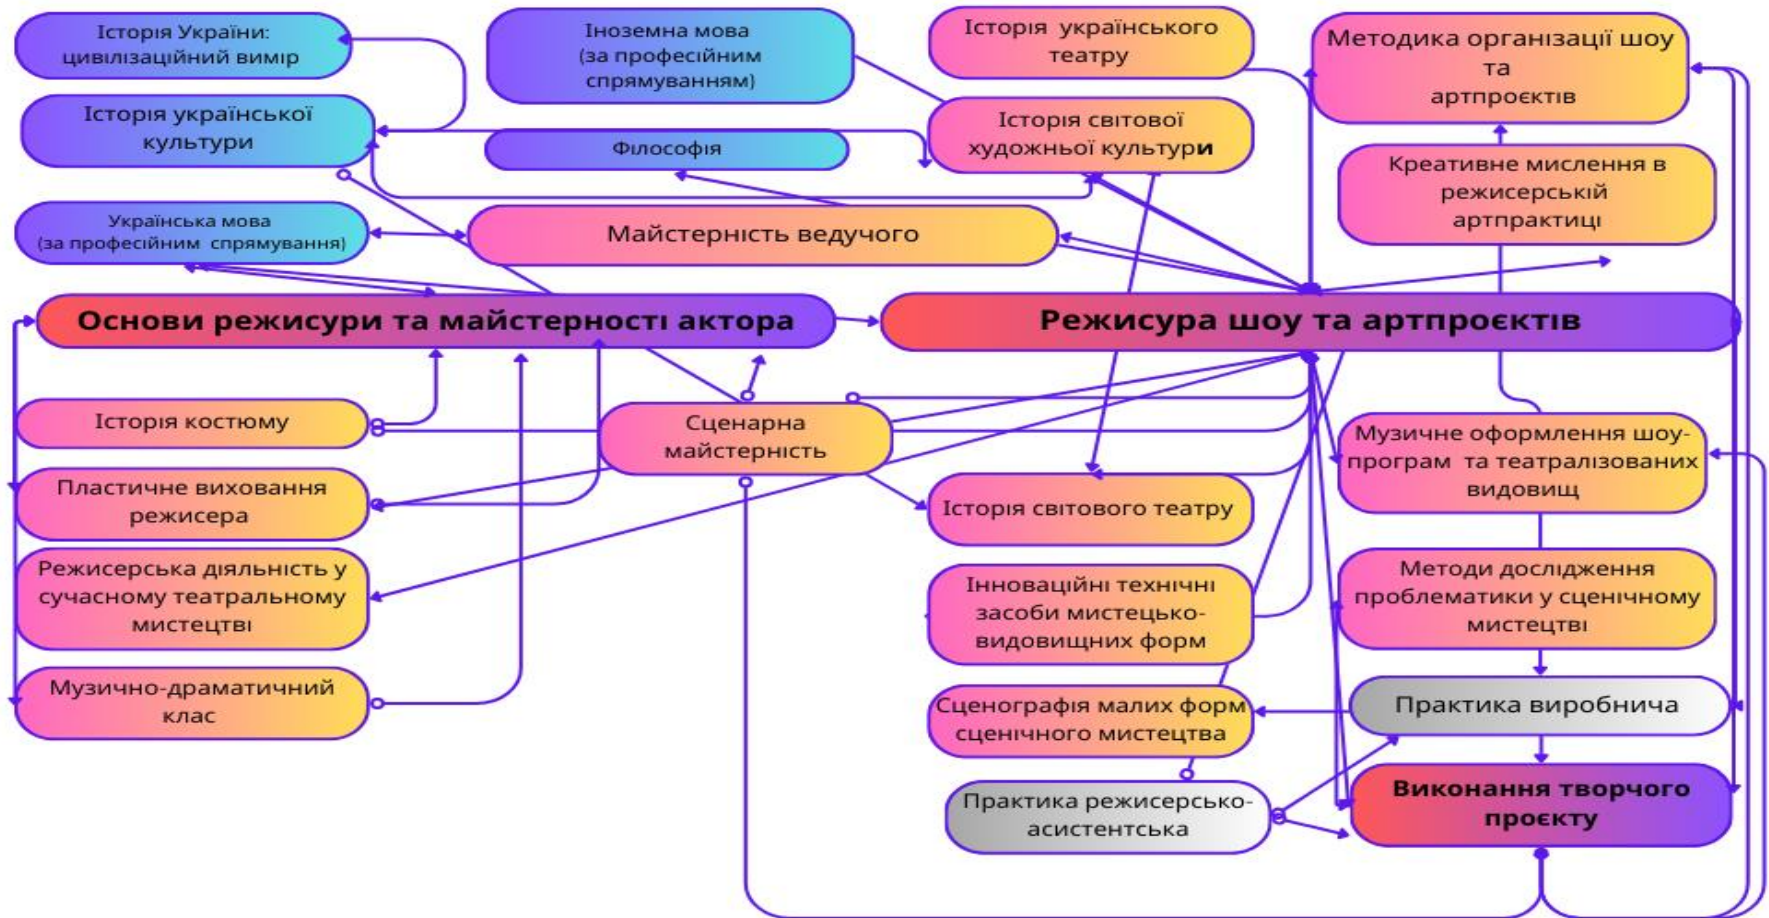 Історія України:
цивілізаційний вимір
Іноземна мова
(за професійним
спрямуванням)
Історія українського
театру
Методика організації шоу
та
артпроєктів
Історія української
культури
Філософія
Історія світової
художньої культури
Креативне мислення в
режисерській
артпрактиці
Українська мова
(за професійним спрямування)
Майстерність ведучого
Основи режисури та майстерності актора
Режисура шоу та артпроєктів
Історія костюму
Сценарна
майстерність
Музичне оформлення шоу-
програм та театралізованих
видовищ
Пластичне виховання
режисера
Історія світового театру
Режисерська діяльність у
сучасному театральному
мистецтві
Інноваційні технічні
засоби мистецько-
видовищних форм
Методи дослідження
проблематики у сценічному
мистецтві
Музично-драматичний
клас
Сценографія малих форм
сценічного мистецтва
Практика виробнича
Практика режисерсько-
асистентська
Виконання творчого
проєкту